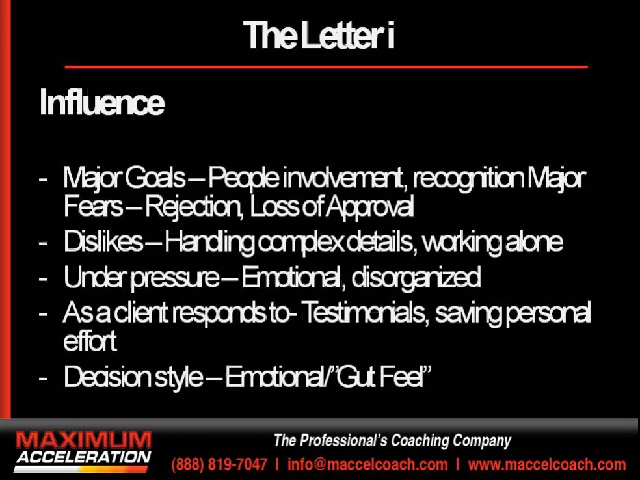 The Letter i
Influence
- Major Goals – People involvement, recognition Major
Fears – Rejection, Loss of Approval
- Dislikes – Handling complex details, working alone
- Under pressure – Emotional, disorganized
- As a client responds to- Testimonials, saving personal
effort
- Decision style – Emotional/”Gut Feel”
MAXIMUM
ACCELERATION
The Professional's Coaching Company
(888) 819-7047 | info@maccelcoach.com | www.maccelcoach.com